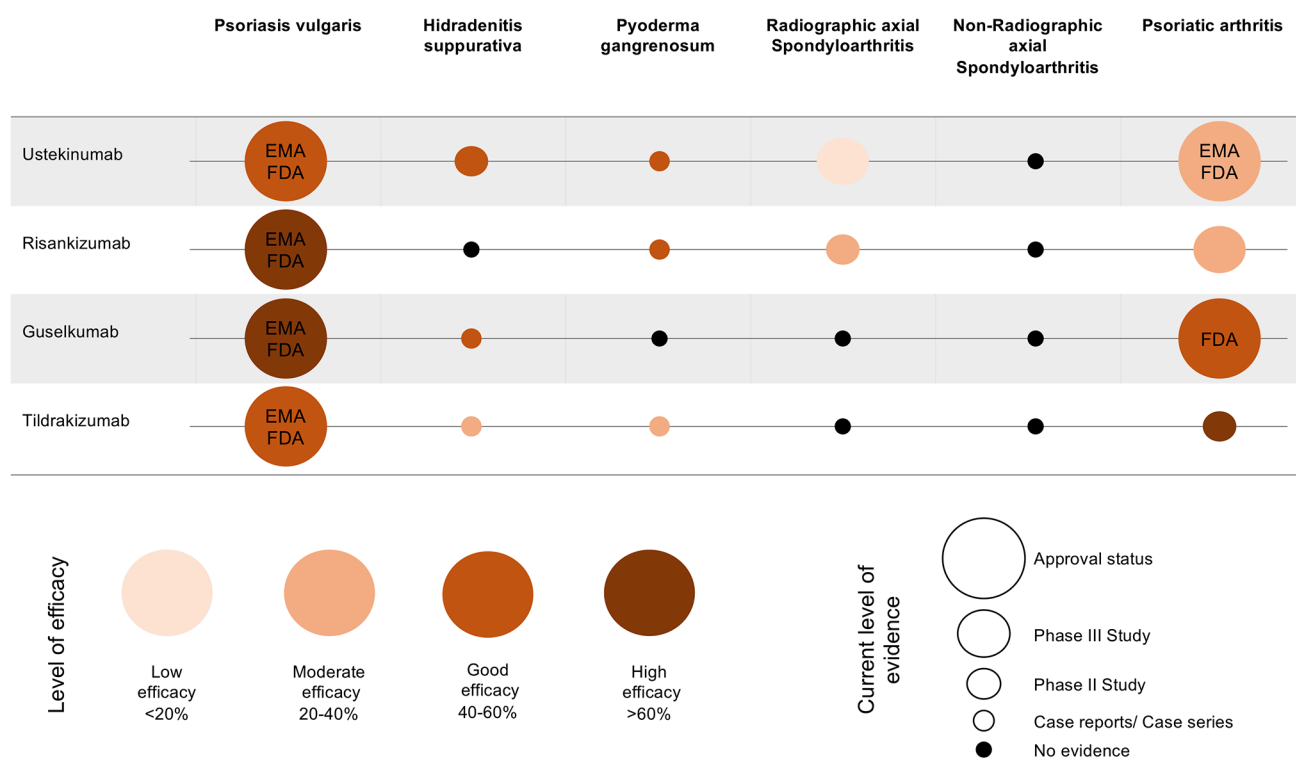 Psoriasis vulgaris
Hidradenitis
suppurativa
Pyoderma
gangrenosum
Radiographic axial
Spondyloarthritis
Non-Radiographic
axial
Spondyloarthritis
Psoriatic arthritis
Ustekinumab
EMA
FDA
EMA
FDA
Risankizumab
EMA
FDA
Guselkumab
EMA
FDA
FDA
Tildrakizumab
EMA
FDA
Level of efficacy
Low
efficacy
<20%
Moderate
efficacy
20-40%
Good
efficacy
40-60%
High
efficacy
>60%
Current level of
evidence
Approval status
Phase III Study
Phase II Study
Case reports/ Case series
No evidence